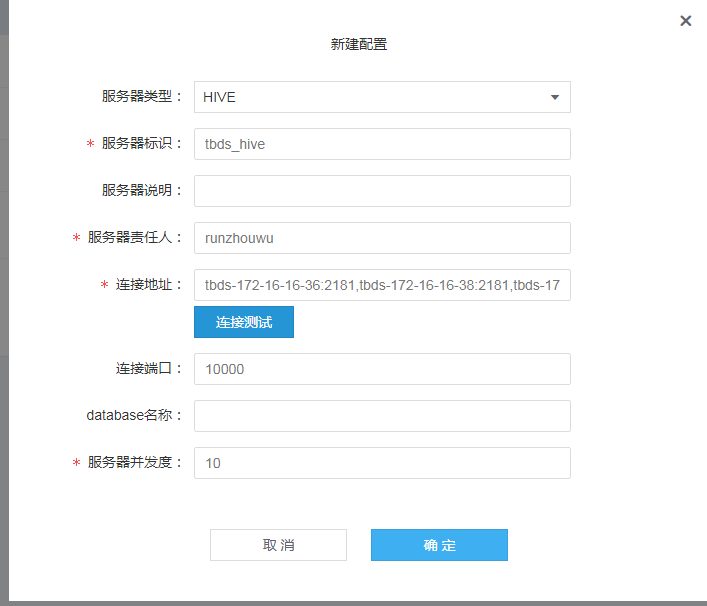 新建配置
服务器类型： HIVE
* 服务器标识： tbds_hive
服务器说明：
* 服务器责任人： runzhouwu
* 连接地址： tbds-172-16-16-36:2181,tbds-172-16-16-38:2181,tbds-17
连接测试
连接端口： 10000
database名称：
* 服务器并发度： 10
取 消 确 定